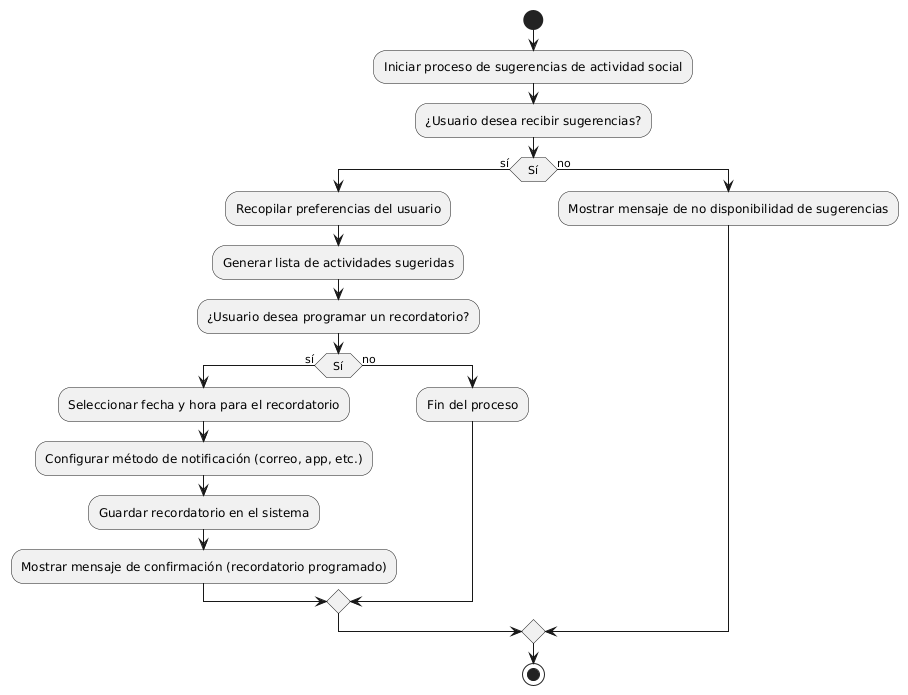 Iniciar proceso de sugerencias de actividad social
¿Usuario desea recibir sugerencias?
sí
Sí
no
Recopilar preferencias del usuario
Mostrar mensaje de no disponibilidad de sugerencias
Generar lista de actividades sugeridas
¿Usuario desea programar un recordatorio?
sí
Sí
no
Seleccionar fecha y hora para el recordatorio
Fin del proceso
Configurar método de notificación (correo, app, etc.)
Guardar recordatorio en el sistema
Mostrar mensaje de confirmación (recordatorio programado)